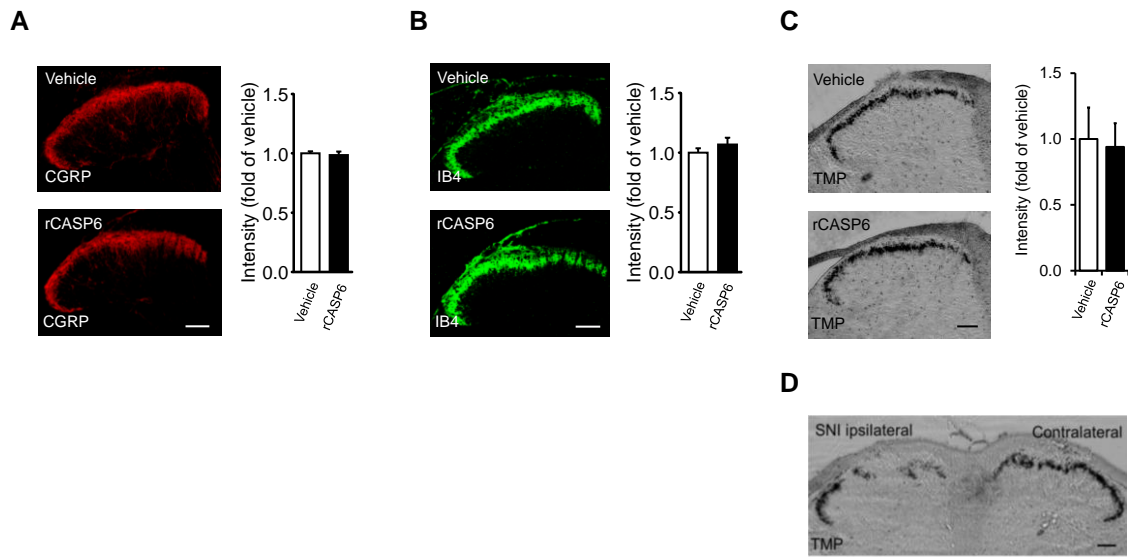 A
Vehicle
CGRP
rCASP6
CGRP
Intensity (fold of vehicle)
1.5
1.0
0.5
0.0
Vehicle
rCASP6
B
Vehicle
IB4
rCASP6
IB4
Intensity (fold of vehicle)
1.5
1.0
0.5
0.0
Vehicle
rCASP6
C
Vehicle
TMP
rCASP6
TMP
Intensity (fold of vehicle)
1.5
1.0
0.5
0.0
Vehicle
rCASP6
D
SNI ipsilateral
Contralateral
TMP